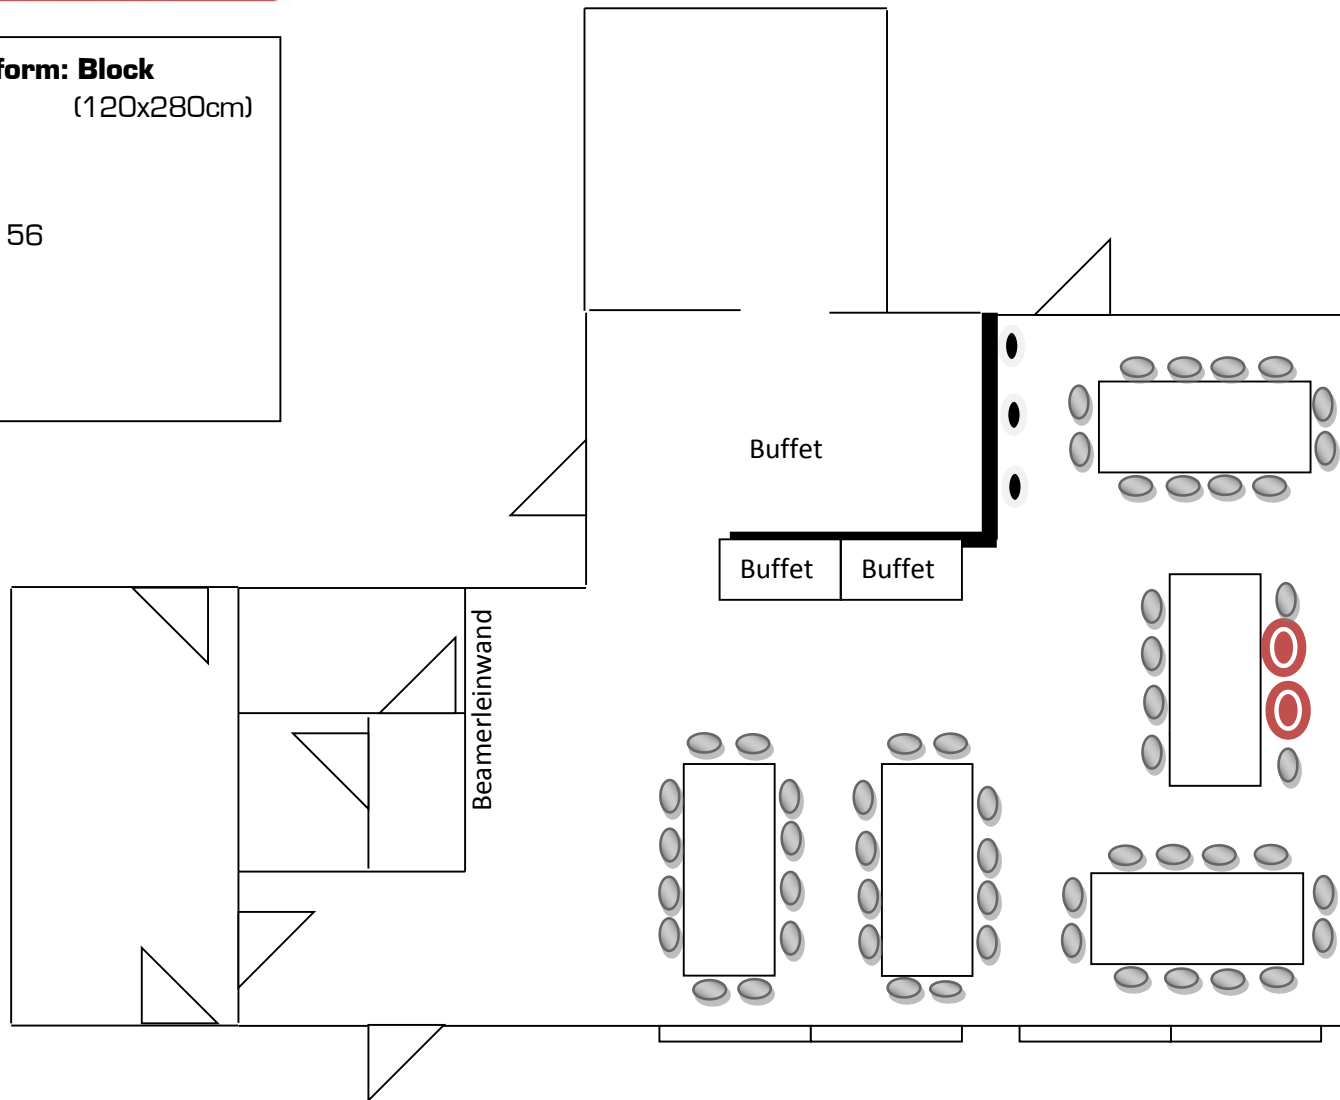 form: Block
(120x280cm)
56
Buffet
Buffet
Buffet
Beamerleinwand